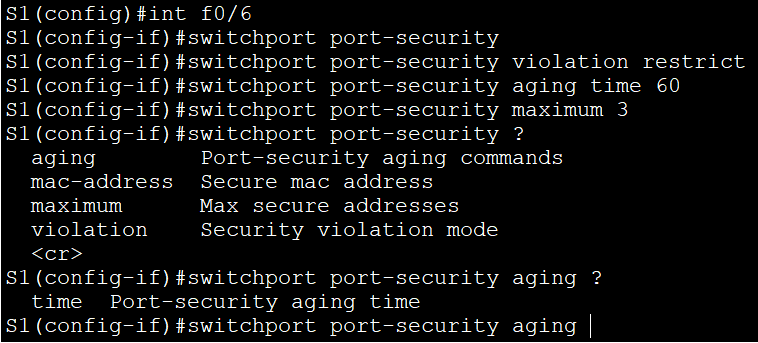 S1(config)#int f0/6
S1(config-if)#switchport port-security
S1(config-if)#switchport port-security violation restrict
S1(config-if)#switchport port-security aging time 60
S1(config-if)#switchport port-security maximum 3
S1(config-if)#switchport port-security ?
  aging        Port-security aging commands
  mac-address  Secure mac address
  maximum      Max secure addresses
  violation    Security violation mode
  <cr>
S1(config-if)#switchport port-security aging ?
  time  Port-security aging time
S1(config-if)#switchport port-security aging